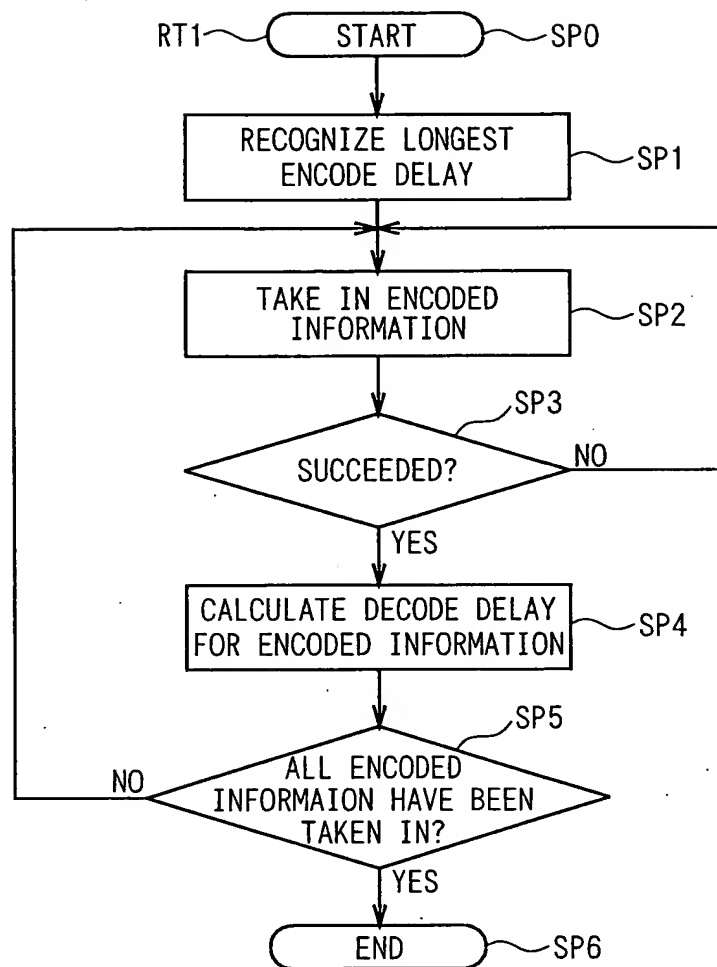 RT1
START
SP0
RECOGNIZE LONGEST
ENCODE DELAY
SP1
TAKE IN ENCODED
INFORMATION
SP2
SP3
SUCCEEDED?
NO
YES
CALCULATE DECODE DELAY
FOR ENCODED INFORMATION
SP4
SP5
NO
ALL ENCODED
INFORMAION HAVE BEEN
TAKEN IN?
YES
END
SP6